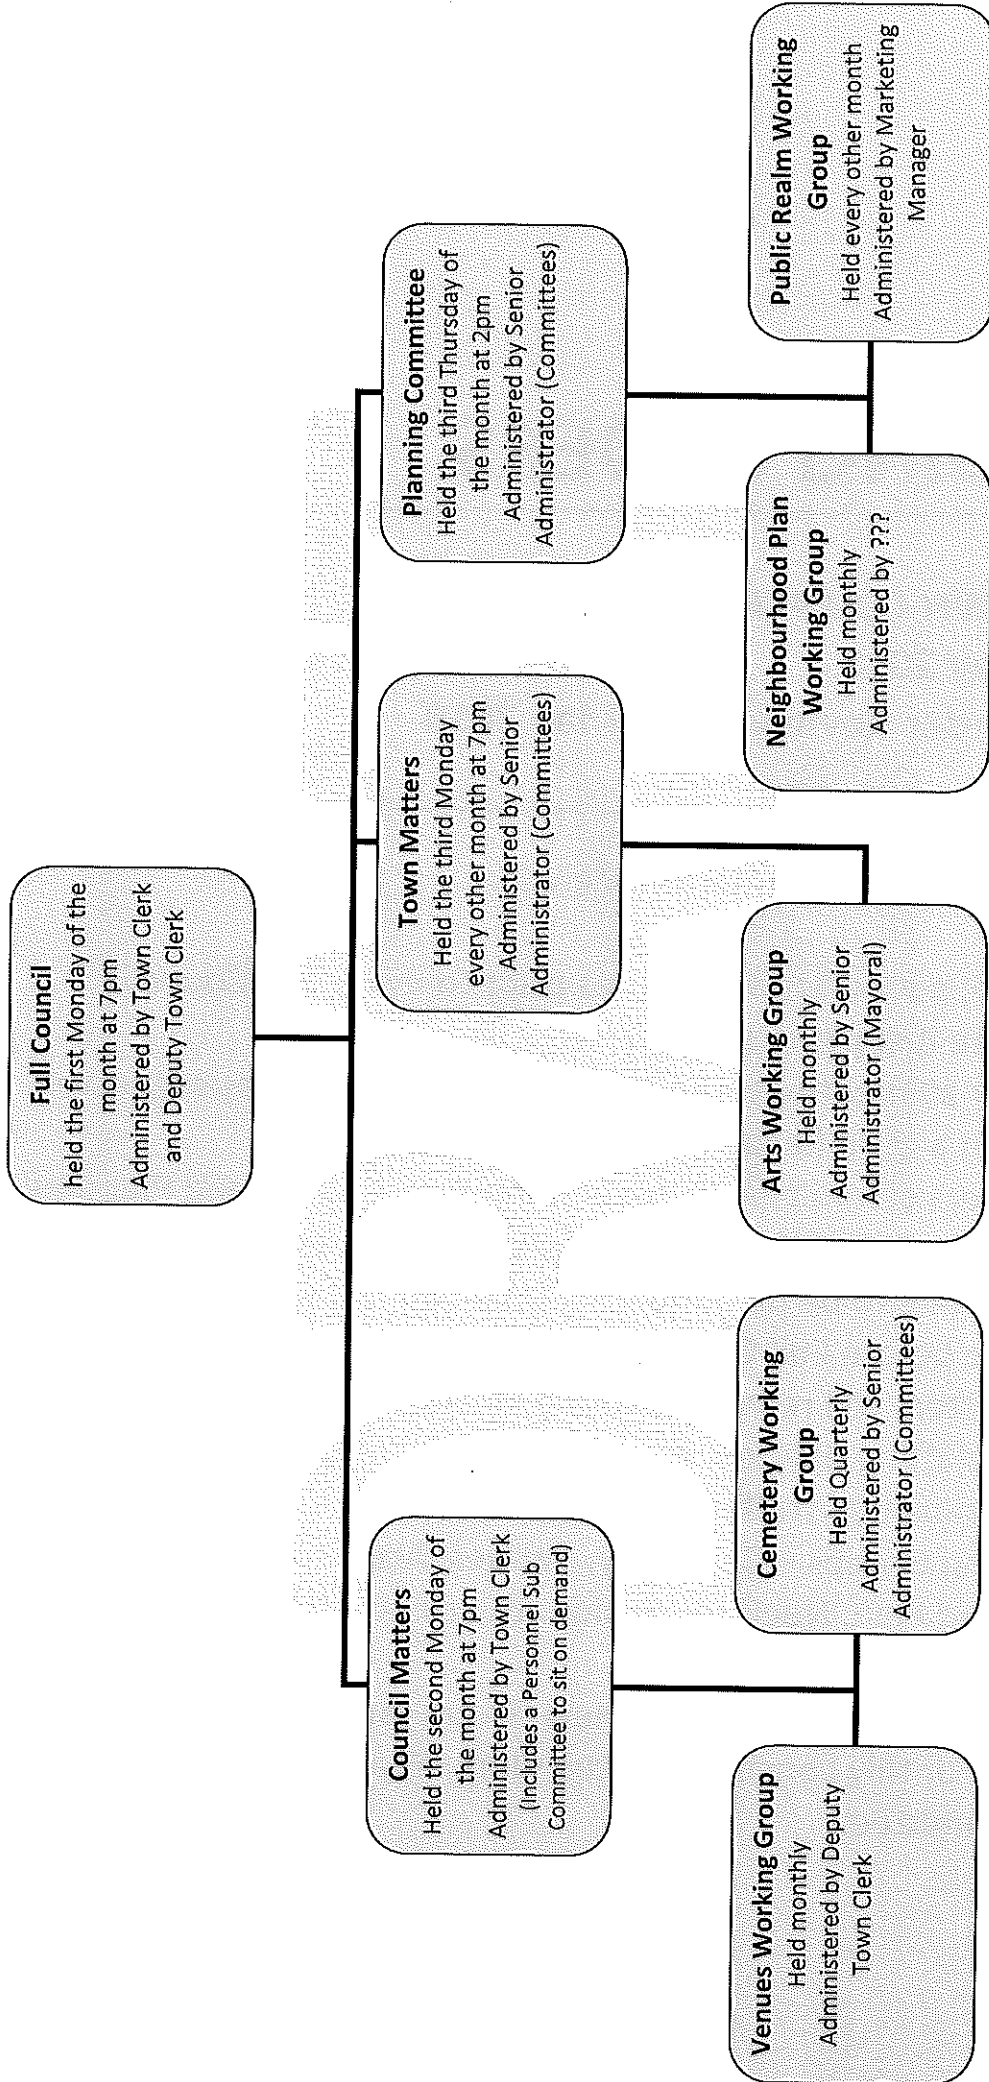 Full Council
held the first Monday of the
month at 7pm
Administered by Town Clerk
and Deputy Town Clerk
Council Matters
Held the second Monday of
the month at 7pm
Administered by Town Clerk
(Includes a Personnel Sub
Committee to sit on demand)
Town Matters
Held the third Monday
every other month at 7pm
Administered by Senior
Administrator (Committees)
Planning Committee
Held the third Thursday of
the month at 2pm
Administered by Senior
Administrator (Committees)
Venues Working Group
Held monthly
Administered by Deputy
Town Clerk
Cemetery Working
Group
Held Quarterly
Administered by Senior
Administrator (Committees)
Arts Working Group
Held monthly
Administered by Senior
Administrator (Mayoral)
Neighbourhood Plan
Working Group
Held monthly
Administered by ???
Public Realm Working
Group
Held every other month
Administered by Marketing
Manager
DRAFT